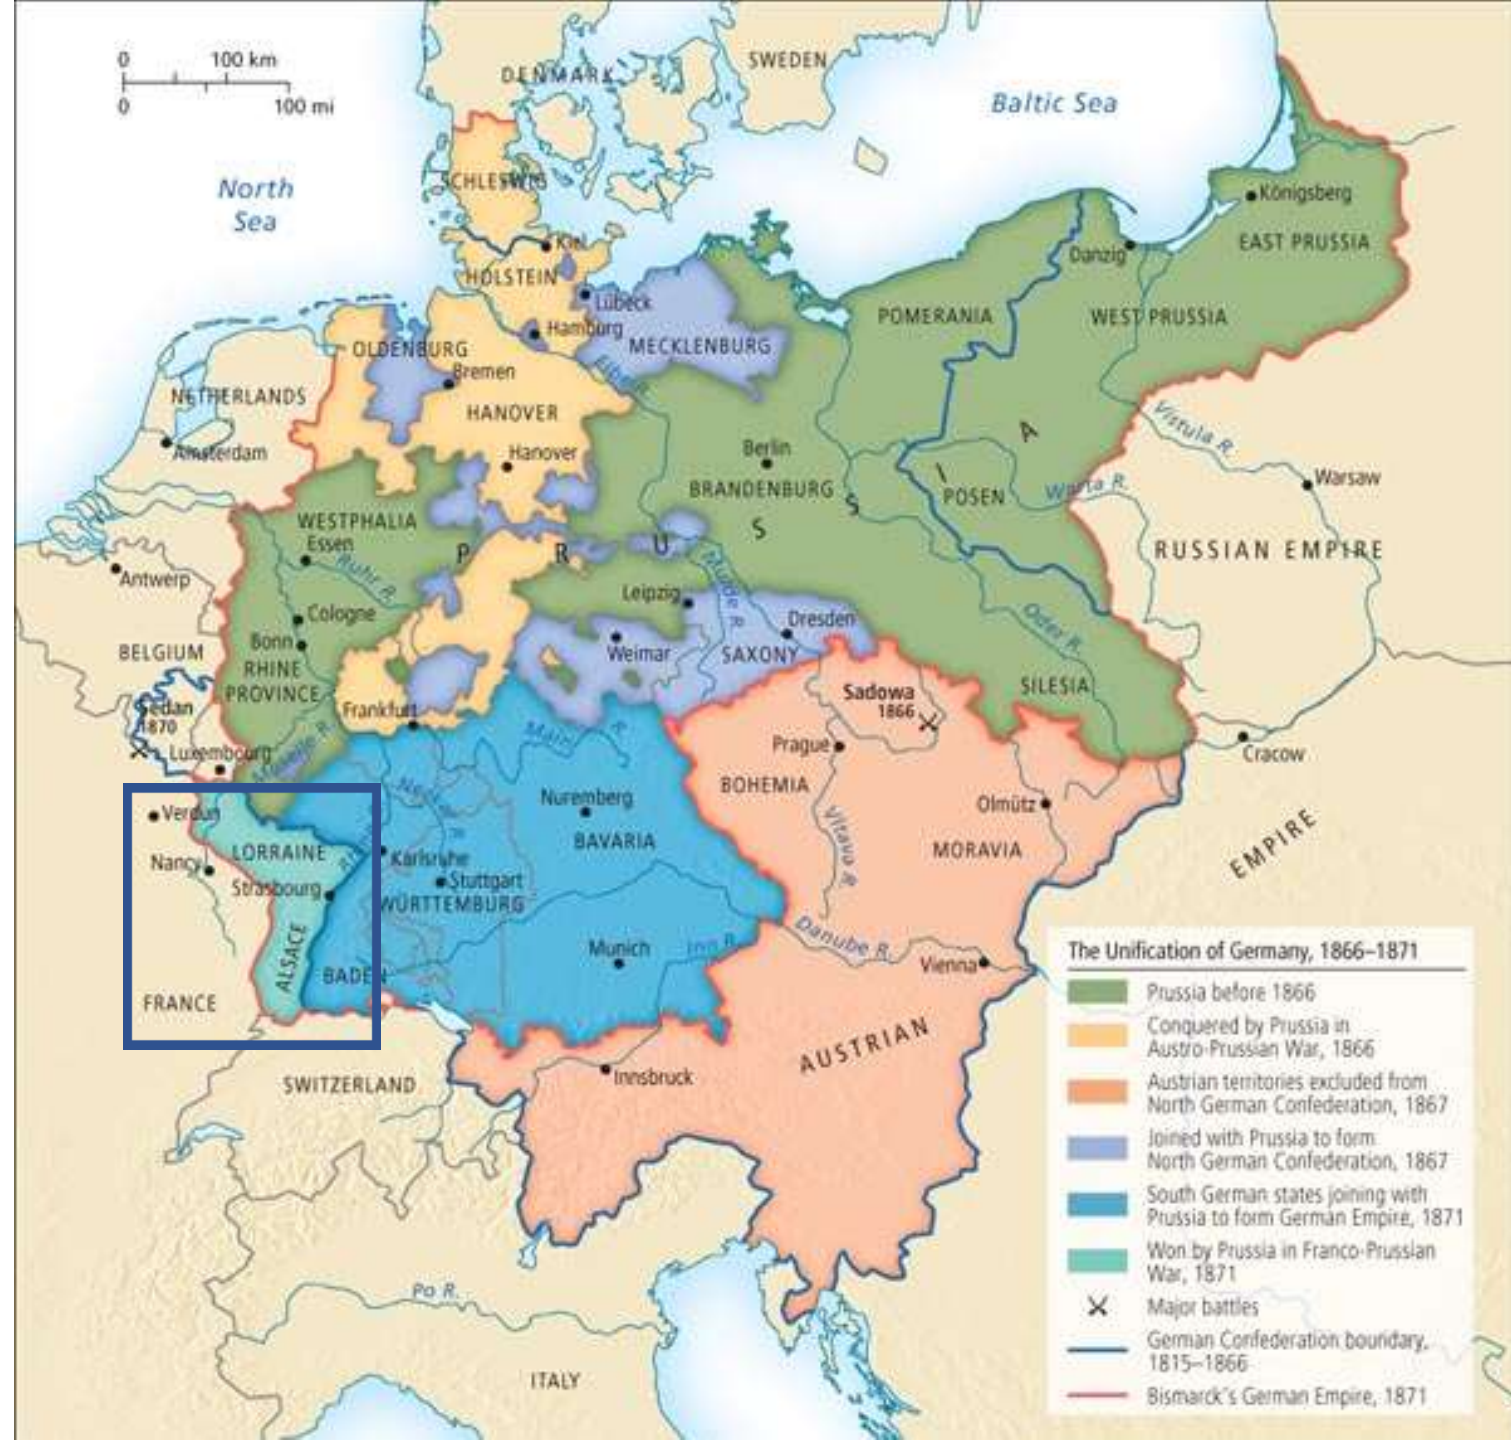 0 100 km
0 100 mi
DENMARK
SWEDEN
Baltic Sea
North
Sea
SCHLESWIG
Königsberg
Kiel
EAST PRUSSIA
Danzig
HOLSTEIN
Lübeck
POMERANIA
WEST PRUSSIA
Hamburg
OLDENBURG
MECKLENBURG
Bremen
Elbe R.
NETHERLANDS
HANOVER
Vistula R.
Amsterdam
Hanover
Berlin
Warsaw
BRANDENBURG
POSEN
Warta R.
P R U S S I A
WESTPHALIA
Essen
RUSSIAN EMPIRE
Antwerp
Ruhr R.
Leipzig
Mulde R.
Cologne
Dresden
Oder R.
Bonn
BELGIUM
Weimar
SAXONY
RHINE
PROVINCE
SILESIA
Sedan
1870
Frankfurt
Sadowa
1866
Main R.
Luxembourg
Moselle R.
Prague
Cracow
BOHEMIA
Neckar R.
Nuremberg
Olmütz
Verdun
BAVARIA
Vltava R.
MORAVIA
EMPIRE
LORRAINE
Nancy
Karlsruhe
Strasbourg
Stuttgart
WÜRTTEMBURG
ALSACE
Munich
Inn R.
Danube R.
Vienna
BADEN
FRANCE
AUSTRIAN
SWITZERLAND
Innsbruck
Po R.
ITALY
The Unification of Germany, 1866–1871
Prussia before 1866
Conquered by Prussia in
Austro-Prussian War, 1866
Austrian territories excluded from
North German Confederation, 1867
Joined with Prussia to form
North German Confederation, 1867
South German states joining with
Prussia to form German Empire, 1871
Won by Prussia in Franco-Prussian
War, 1871
Major battles
German Confederation boundary,
1815–1866
Bismarck's German Empire, 1871